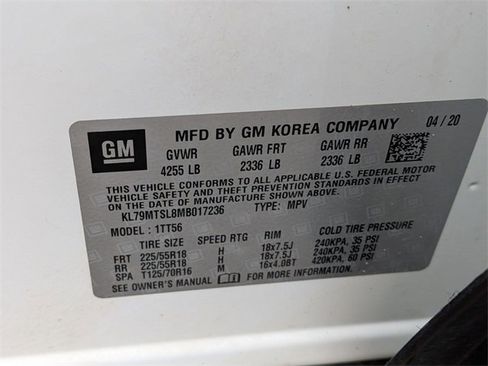 GM
MFD BY GM KOREA COMPANY 04 / 20
GVWR GAWR FRT GAWR RR
4255 LB 2336 LB 2336 LB
THIS VEHICLE CONFORMS TO ALL APPLICABLE U.S. FEDERAL MOTOR
VEHICLE SAFETY AND THEFT PREVENTION STANDARDS IN EFFECT
ON THE DATE OF MANUFACTURE SHOWN ABOVE.
KL79MTSL8MB017236 TYPE: MPV
MODEL : 1TT56
SPEED RTG RIM COLD TIRE PRESSURE
FRT 225/55R18 H 18x7.5J 240KPA, 35 PSI
RR 225/55R18 H 18x7.5J 240KPA, 35 PSI
SPA T125/70R16 M 16x4.0BT 420KPA, 60 PSI
SEE OWNER'S MANUAL FOR MORE INFORMATION.